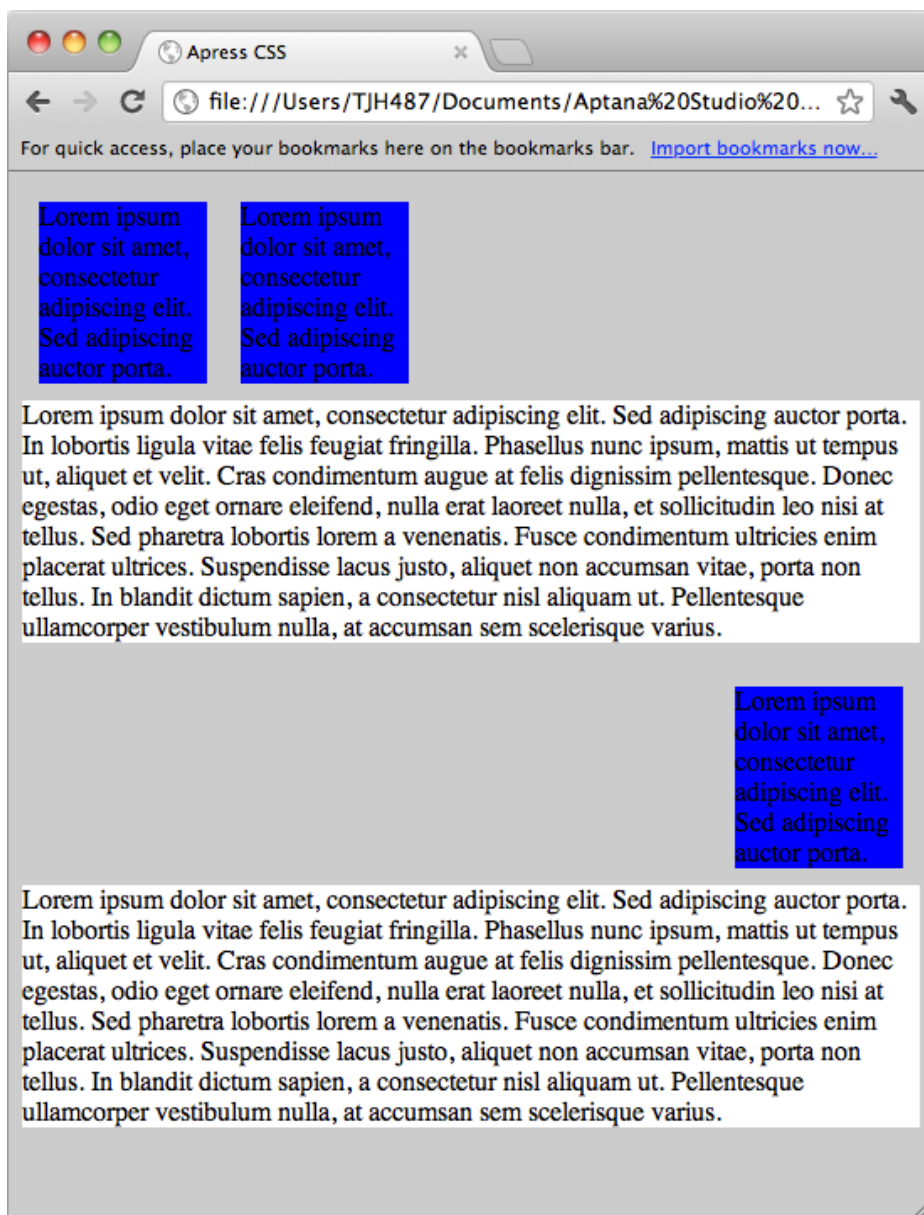 Apress CSS
file:///Users/TJH487/Documents/Aptana%20Studio%20...
For quick access, place your bookmarks here on the bookmarks bar. Import bookmarks now...
Lorem ipsum
dolor sit amet,
consectetur
adipiscing elit.
Sed adipiscing
auctor porta.
Lorem ipsum
dolor sit amet,
consectetur
adipiscing elit.
Sed adipiscing
auctor porta.
Lorem ipsum dolor sit amet, consectetur adipiscing elit. Sed adipiscing auctor porta.
In lobortis ligula vitae felis feugiat fringilla. Phasellus nunc ipsum, mattis ut tempus
ut, aliquet et velit. Cras condimentum augue at felis dignissim pellentesque. Donec
egestas, odio eget ornare eleifend, nulla erat laoreet nulla, et sollicitudin leo nisi at
tellus. Sed pharetra lobortis lorem a venenatis. Fusce condimentum ultricies enim
placerat ultrices. Suspendisse lacus justo, aliquet non accumsan vitae, porta non
tellus. In blandit dictum sapien, a consectetur nisl aliquam ut. Pellentesque
ullamcorper vestibulum nulla, at accumsan sem scelerisque varius.
Lorem ipsum
dolor sit amet,
consectetur
adipiscing elit.
Sed adipiscing
auctor porta.
Lorem ipsum dolor sit amet, consectetur adipiscing elit. Sed adipiscing auctor porta.
In lobortis ligula vitae felis feugiat fringilla. Phasellus nunc ipsum, mattis ut tempus
ut, aliquet et velit. Cras condimentum augue at felis dignissim pellentesque. Donec
egestas, odio eget ornare eleifend, nulla erat laoreet nulla, et sollicitudin leo nisi at
tellus. Sed pharetra lobortis lorem a venenatis. Fusce condimentum ultricies enim
placerat ultrices. Suspendisse lacus justo, aliquet non accumsan vitae, porta non
tellus. In blandit dictum sapien, a consectetur nisl aliquam ut. Pellentesque
ullamcorper vestibulum nulla, at accumsan sem scelerisque varius.